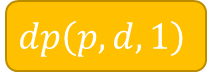 dp(p, d, 1)